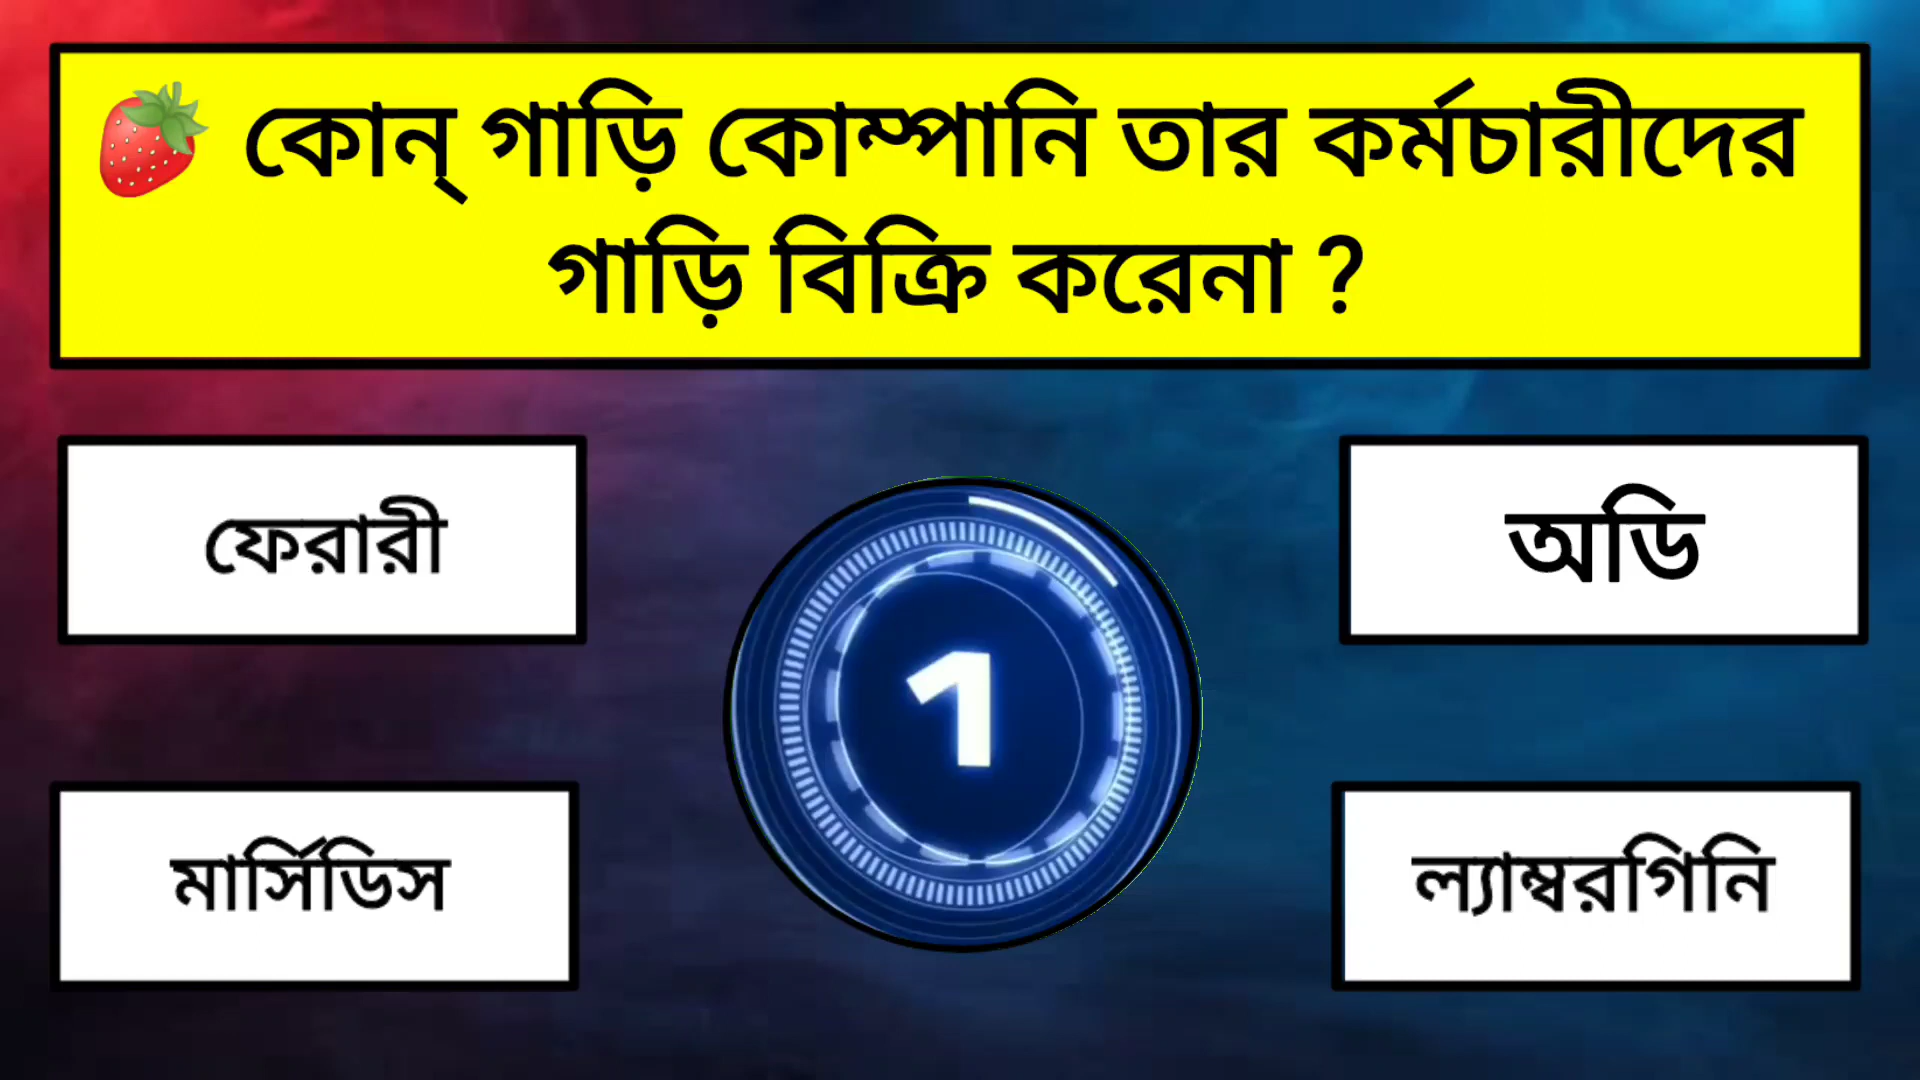 কোন্ গাড়ি কোম্পানি তার কর্মচারীদের
গাড়ি বিক্রি করেনা ?
ফেরারী
অডি
1
মার্সিডিস
ল্যাম্বরগিনি